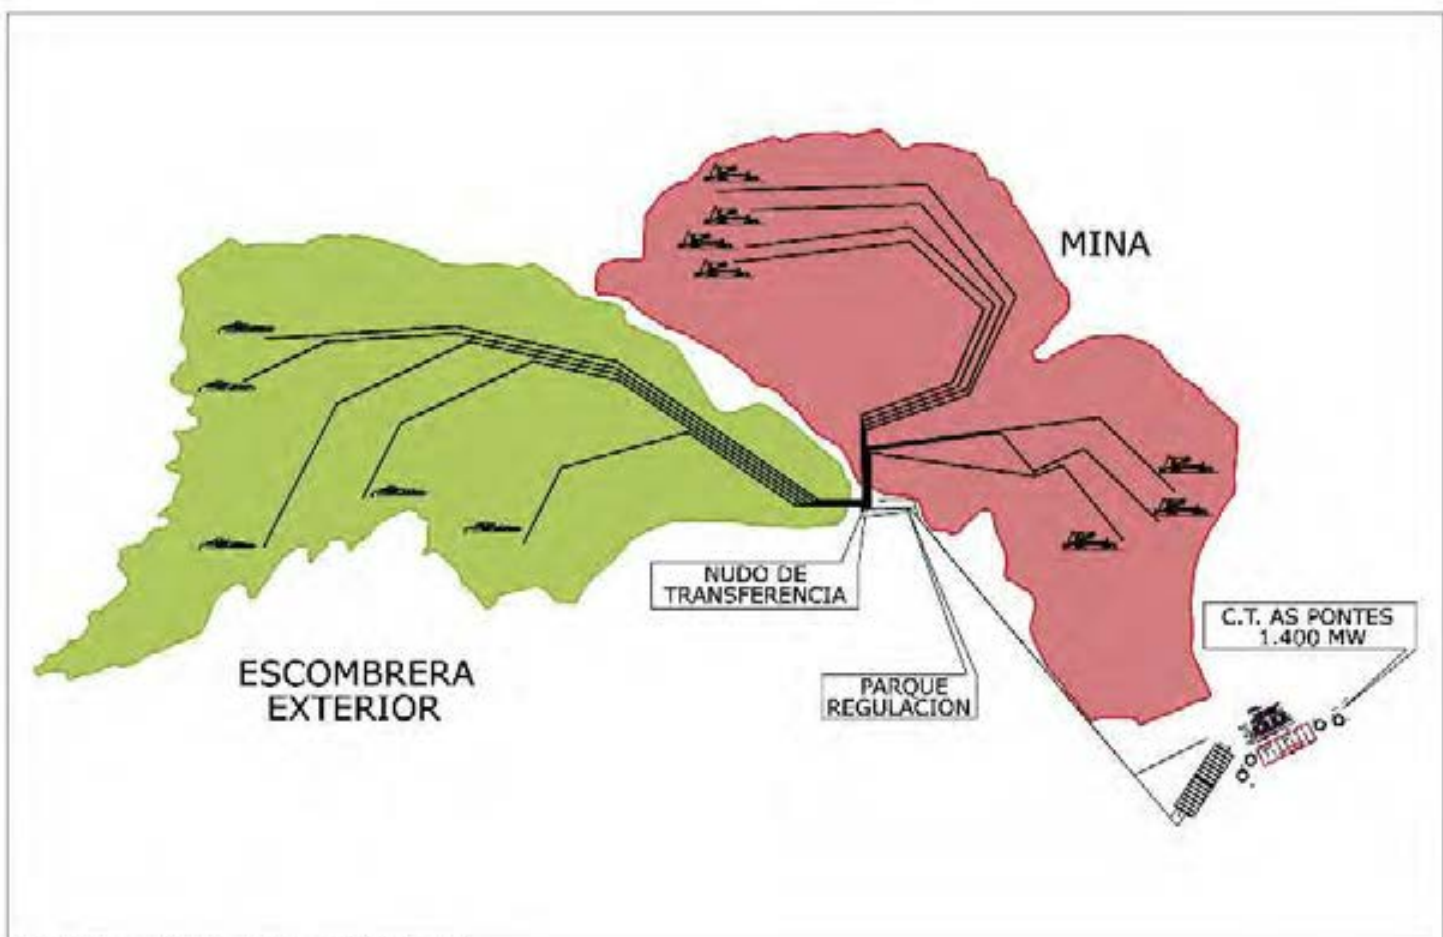 MINA
NUDO DE
TRANSFERENCIA
C.T. AS PONTES
1.400 MW
ESCOMBRERA
EXTERIOR
PARQUE
REGULACION